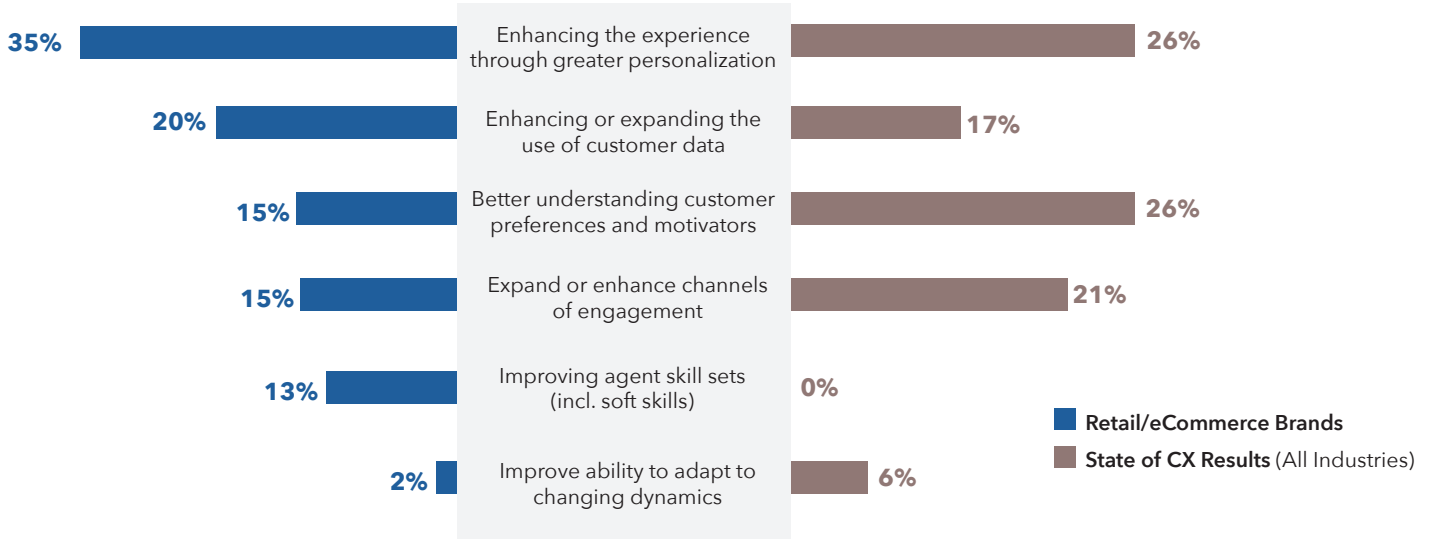 35%
Enhancing the experience
through greater personalization
26%
20%
Enhancing or expanding the
use of customer data
17%
15%
Better understanding customer
preferences and motivators
26%
15%
Expand or enhance channels
of engagement
21%
13%
Improving agent skill sets
(incl. soft skills)
0%
2%
Improve ability to adapt to
changing dynamics
6%
Retail/eCommerce Brands
State of CX Results (All Industries)